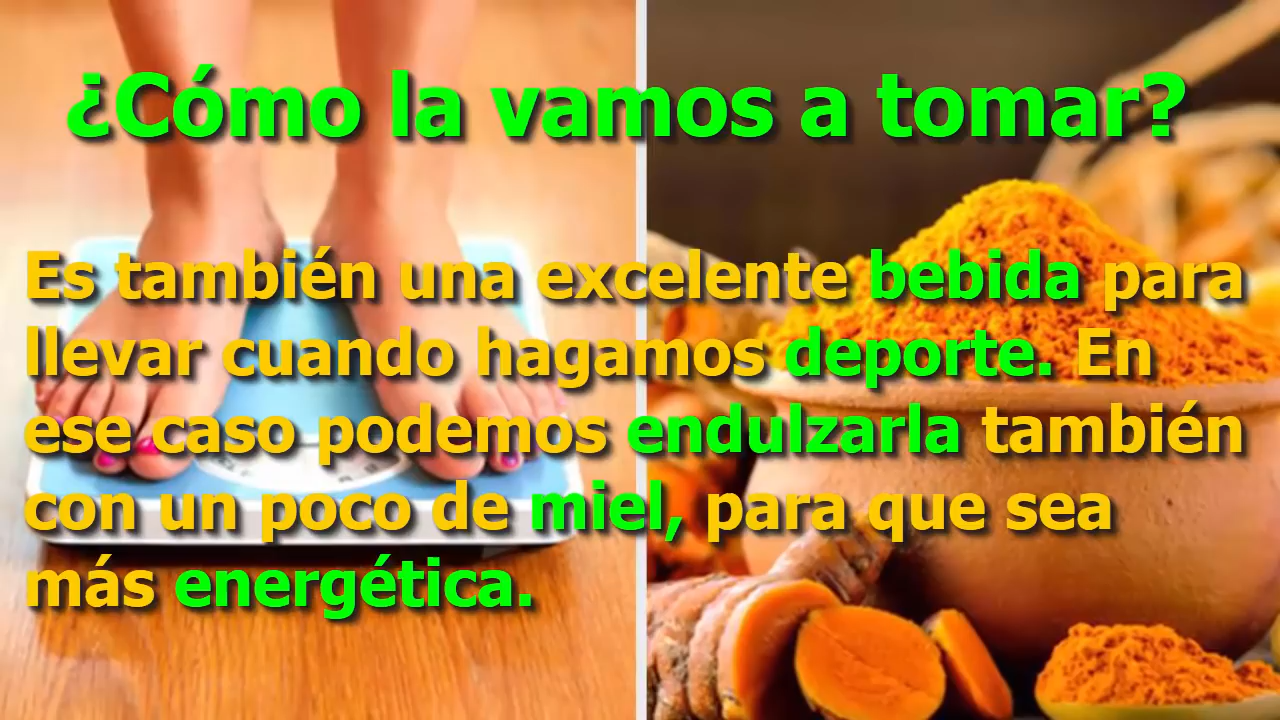 ¿Cómo la vamos a tomar?
Es también una excelente bebida para
llevar cuando hagamos deporte. En
ese caso podemos endulzarla también
con un poco de miel, para que sea
más energética.